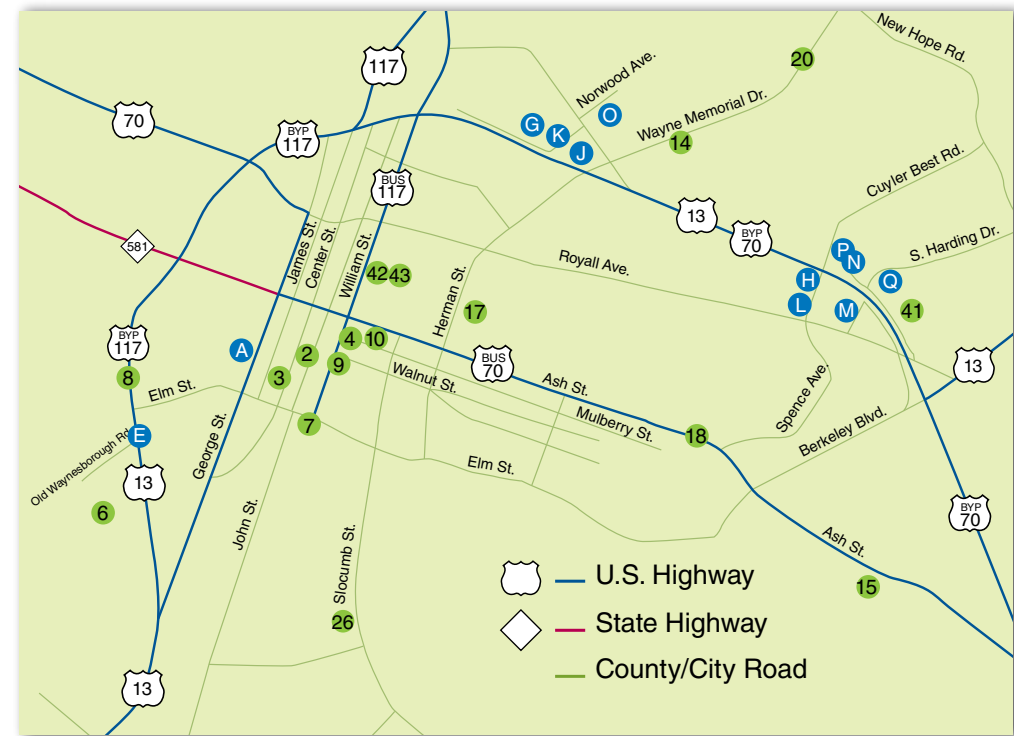 New Hope Rd.
117
20
Norwood Ave.
70
O
G
K
Wayne Memorial Dr.
BYP
117
14
J
Cuyler Best Rd.
BUS
117
13
BYP
70
581
James St.
Center St.
William St.
S. Harding Dr.
P
N
Royall Ave.
42
43
H
Q
Herman St.
L
M
41
17
BYP
117
4
10
A
2
9
BUS
70
13
8
3
Walnut St.
Ash St.
Elm St.
Spence Ave.
Mulberry St.
7
Berkeley Blvd.
E
18
George St.
Old Waynesborough Rd.
Elm St.
13
6
BYP
70
John St.
Ash St.
Slocumb St.
U.S. Highway
15
26
State Highway
County/City Road
13